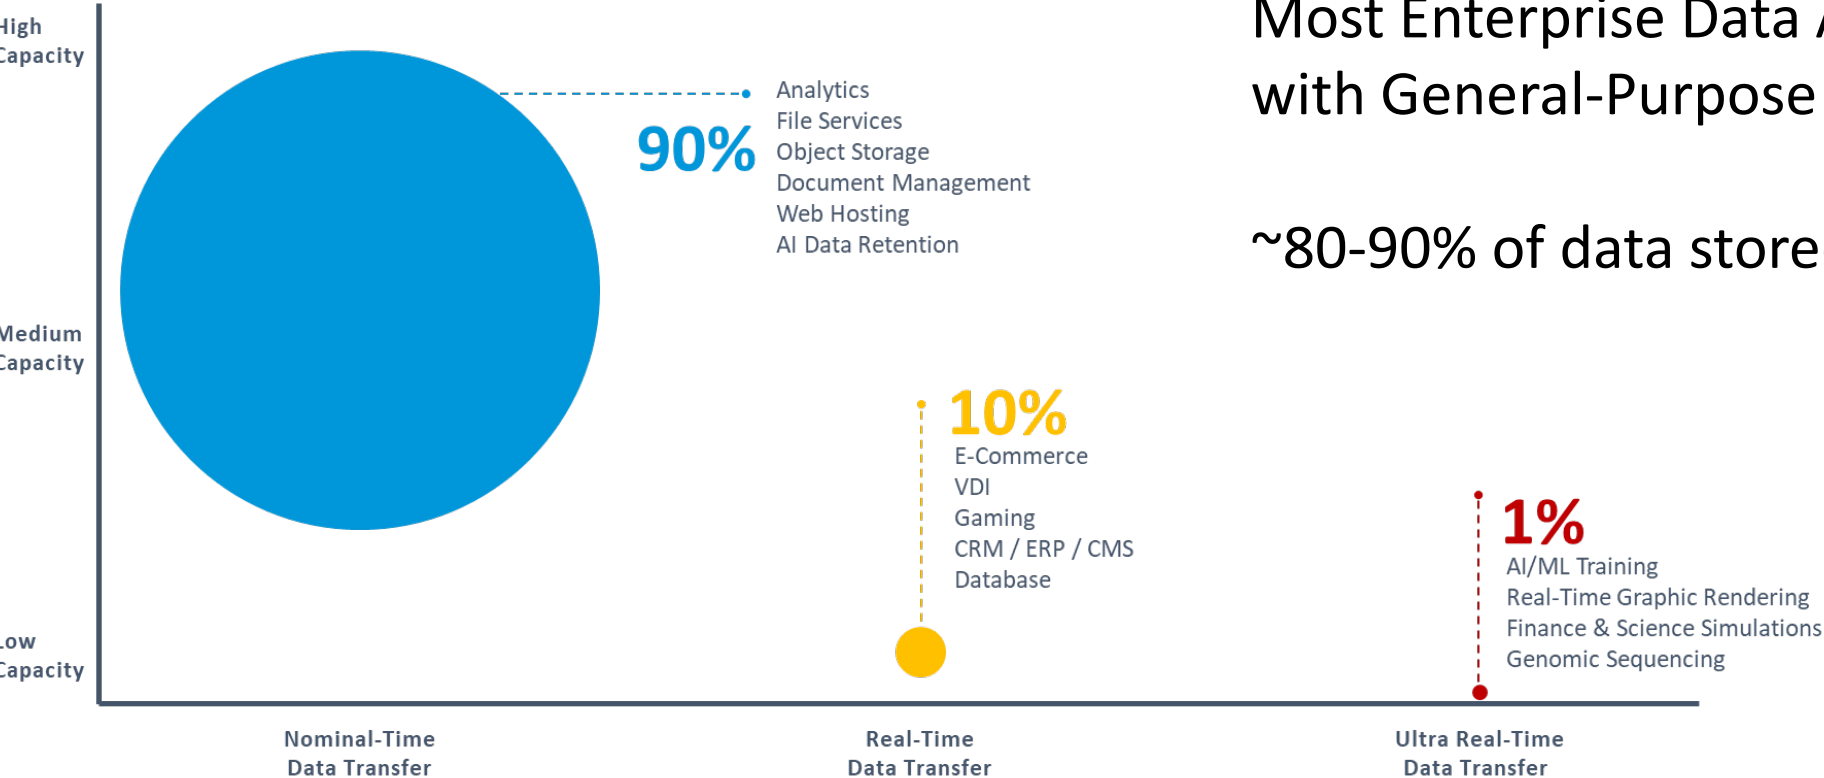 High
Capacity
Most Enterprise Data
with General-Purpose
Analytics
File Services
90%
Object Storage
Document Management
Web Hosting
AI Data Retention
~80-90% of data store
Medium
Capacity
10%
E-Commerce
VDI
Gaming
CRM / ERP / CMS
Database
1%
AI/ML Training
Real-Time Graphic Rendering
Finance & Science Simulations
Genomic Sequencing
Low
Capacity
Nominal-Time
Data Transfer
Real-Time
Data Transfer
Ultra Real-Time
Data Transfer